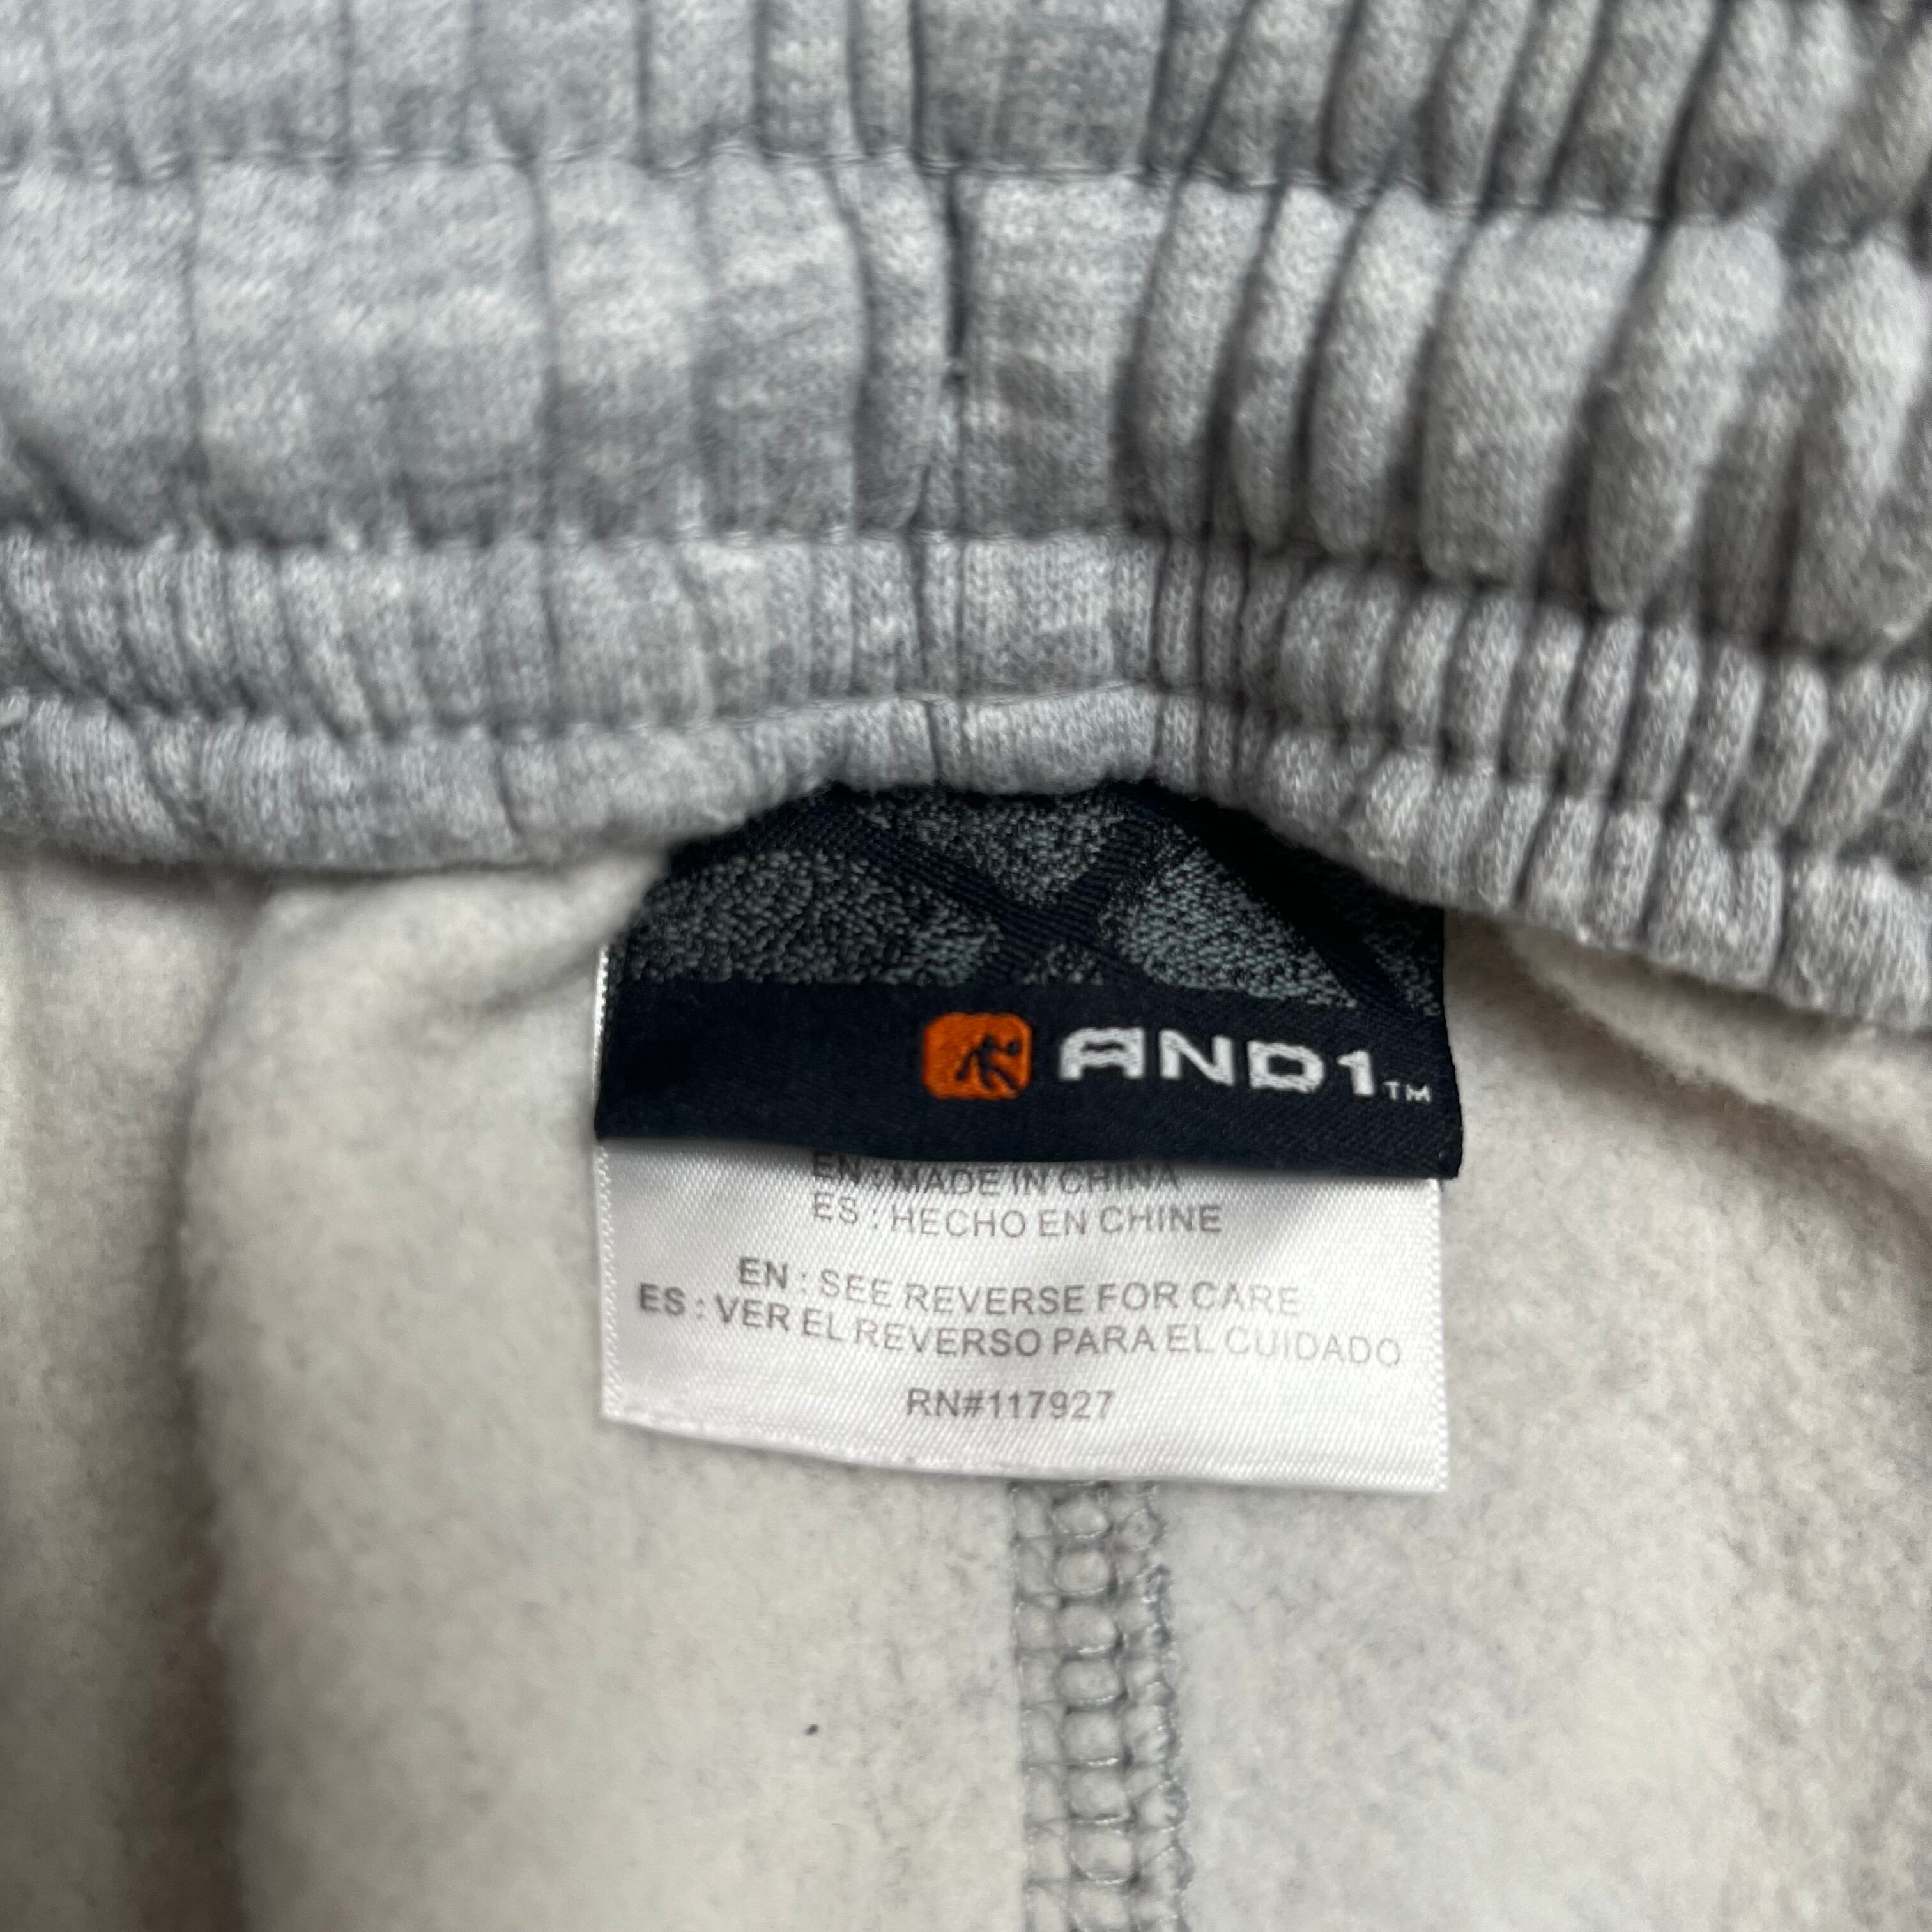 AND1™
EN : MADE IN CHINA
ES : HECHO EN CHINE
EN : SEE REVERSE FOR CARE
ES : VER EL REVERSO PARA EL CUIDADO
RN#117927